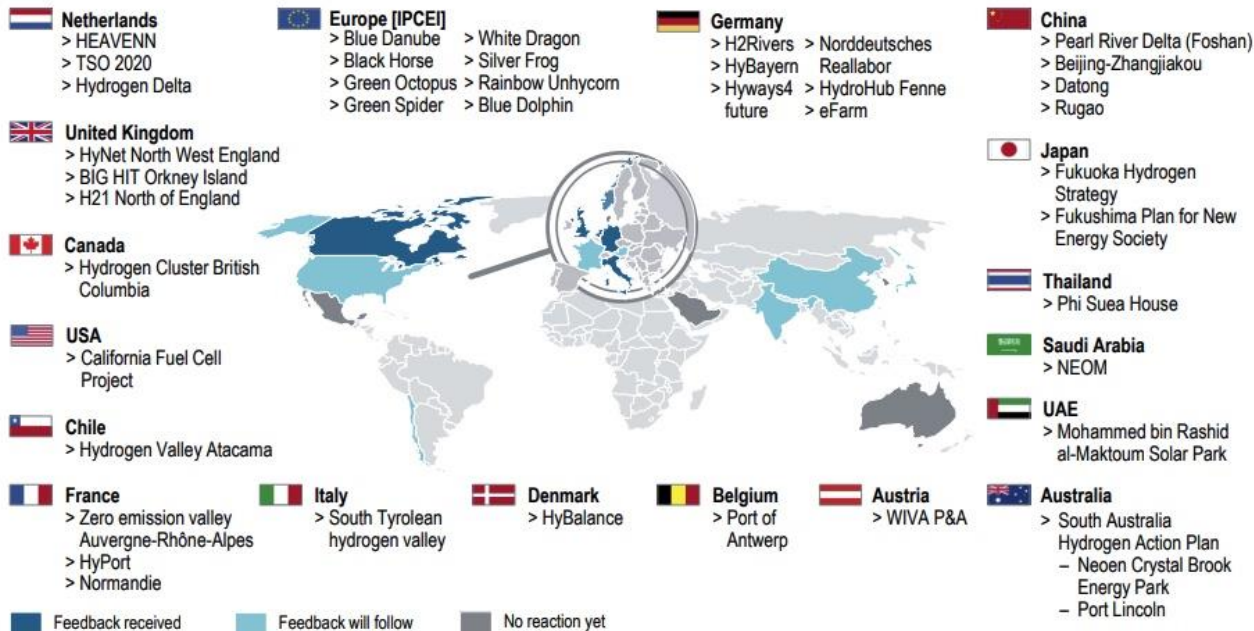 Netherlands
> HEAVENN
> TSO 2020
> Hydrogen Delta
Europe [IPCEI]
> Blue Danube
> Black Horse
> Green Octopus
> Green Spider
> White Dragon
> Silver Frog
> Rainbow Unhycorn
> Blue Dolphin
Germany
> H2Rivers
> HyBayern
> Hyways4
future
> Norddeutsches
Reallabor
> HydroHub Fenne
> eFarm
China
> Pearl River Delta (Foshan)
> Beijing-Zhangjiakou
> Datong
> Rugao
United Kingdom
> HyNet North West England
> BIG HIT Orkney Island
> H21 North of England
Japan
> Fukuoka Hydrogen
Strategy
> Fukushima Plan for New
Energy Society
Canada
> Hydrogen Cluster British
Columbia
Thailand
> Phi Suea House
USA
> California Fuel Cell
Project
Saudi Arabia
> NEOM
Chile
> Hydrogen Valley Atacama
UAE
> Mohammed bin Rashid
al-Maktoum Solar Park
France
> Zero emission valley
Auvergne-Rhône-Alpes
> HyPort
> Normandie
Italy
> South Tyrolean
hydrogen valley
Denmark
> HyBalance
Belgium
> Port of
Antwerp
Austria
> WIVA P&A
Australia
> South Australia
Hydrogen Action Plan
– Neoen Crystal Brook
Energy Park
– Port Lincoln
Feedback received
Feedback will follow
No reaction yet